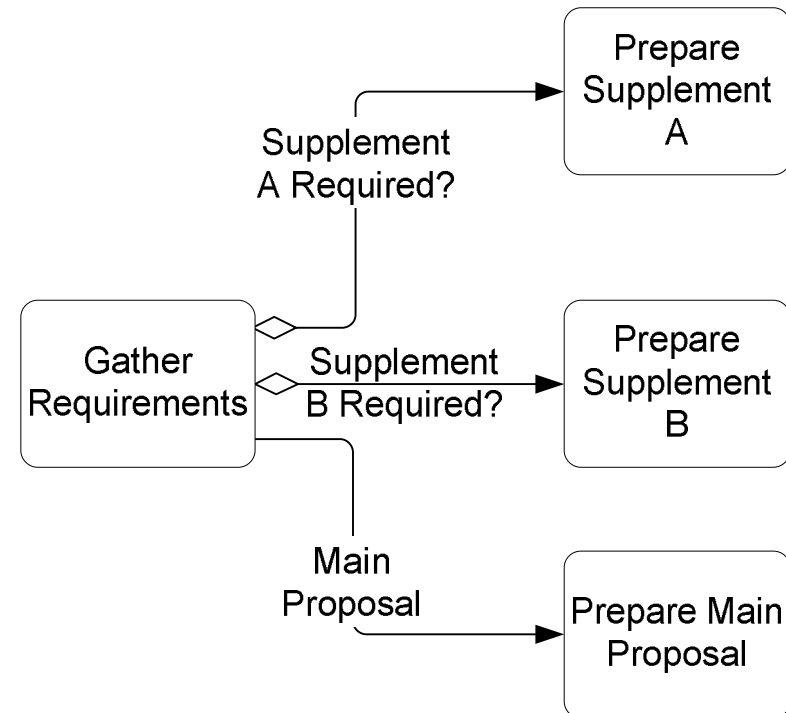 Prepare
Supplement
A
Supplement
A Required?
Gather
Requirements
Supplement
B Required?
Prepare
Supplement
B
Main
Proposal
Prepare Main
Proposal